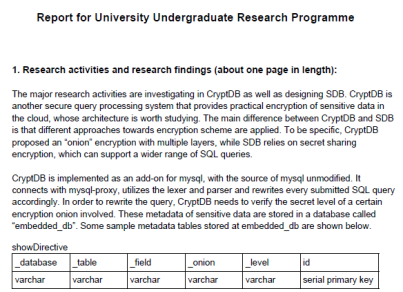 Report for University Undergraduate Research Programme
1. Research activities and research findings (about one page in length):
The major research activities are investigating in CryptDB as well as designing SDB. CryptDB is
another secure query processing system that provides practical encryption of sensitive data in
the cloud, whose architecture is worth studying. The main difference between CryptDB and SDB
is that different approaches towards encryption scheme are applied. To be specific, CryptDB
proposed an “onion” encryption with multiple layers, while SDB relies on secret sharing
encryption, which can support a wider range of SQL queries.
CryptDB is implemented as an add-on for mysql, with the source of mysql unmodified. It
connects with mysql-proxy, utilizes the lexer and parser and rewrites every submitted SQL query
accordingly. In order to rewrite the query, CryptDB needs to verify the secret level of a certain
encryption onion involved. These metadata of sensitive data are stored in a database called
“embedded_db”. Some sample metadata tables stored at embedded_db are shown below.
showDirective
_database _table _field _onion _level id
varchar varchar varchar varchar varchar serial primary key